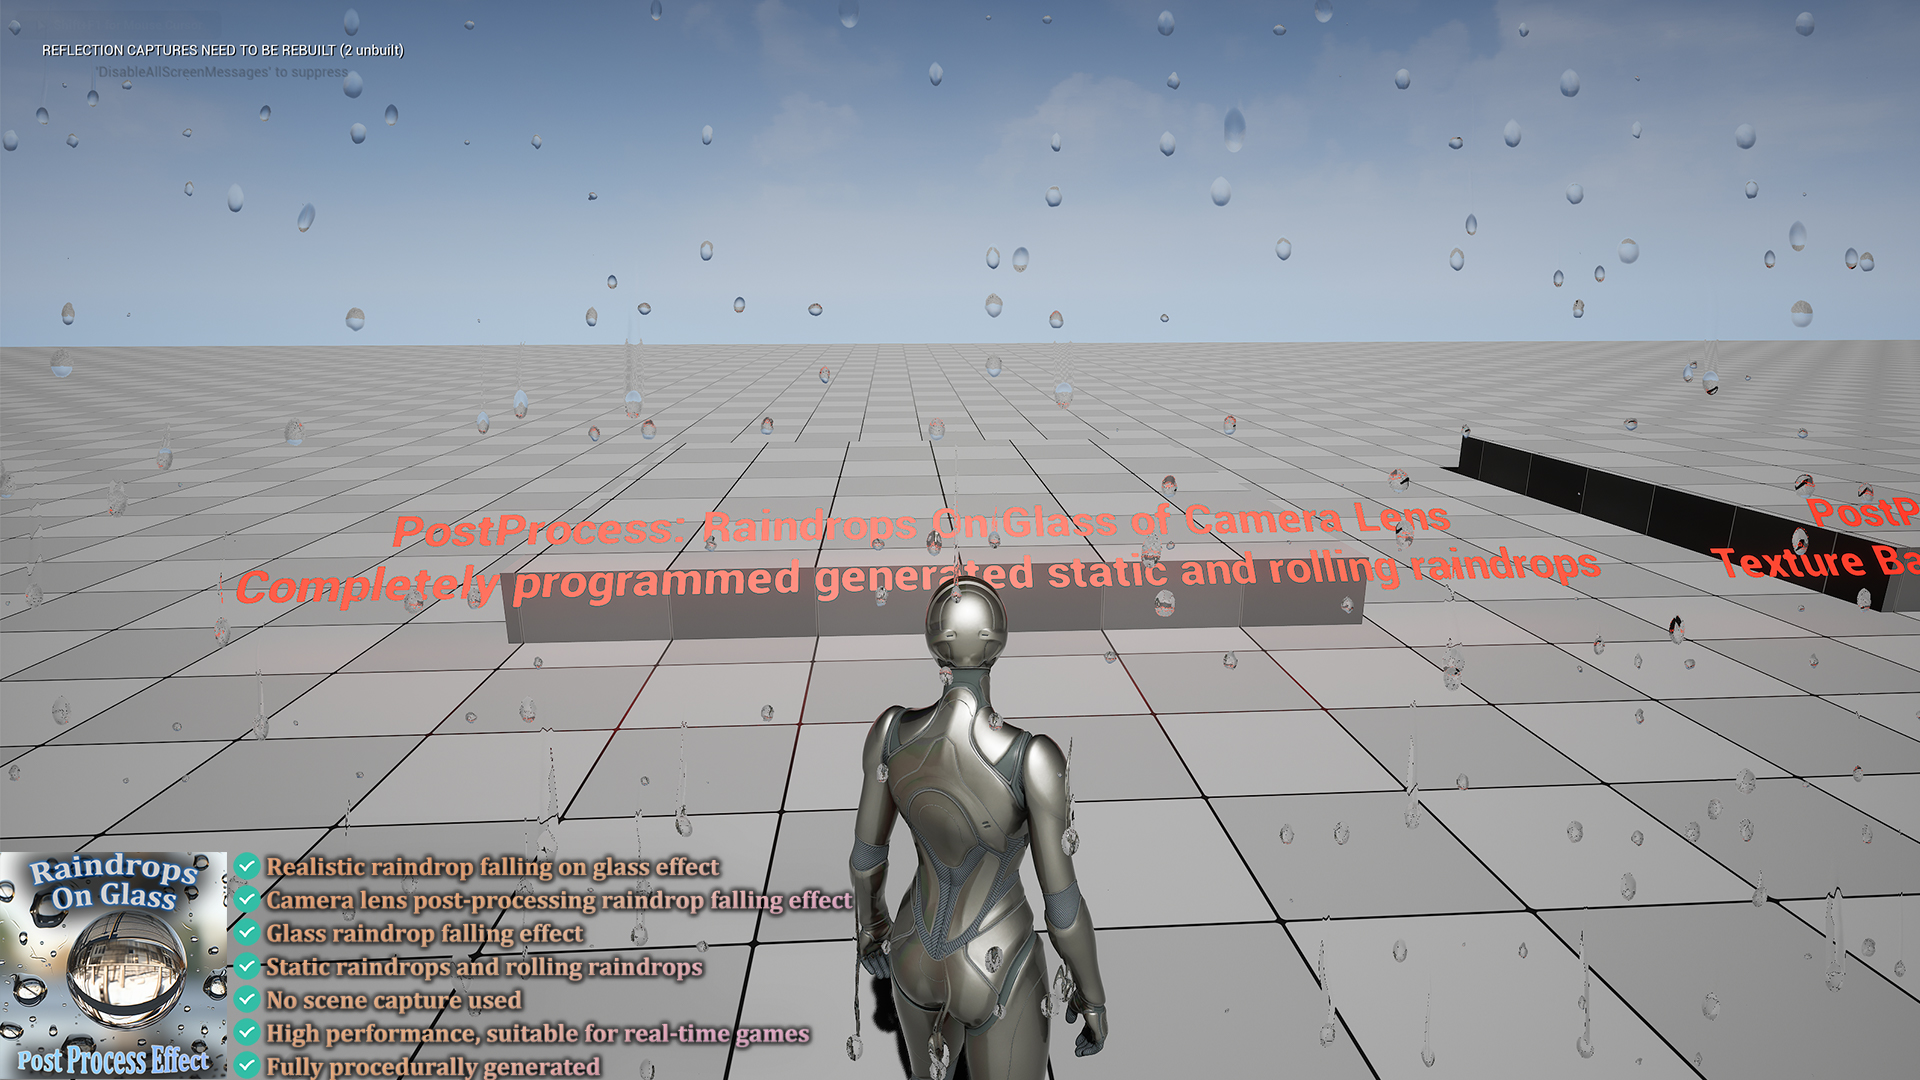 REFLECTION CAPTURES NEED TO BE REBUILT (2 unbuilt)
'DisableAllScreenMessages' to suppress
PostProcess: Raindrops On Glass of Camera Lens
Completely programmed generated static and rolling raindrops
PostP
Texture Ba
Raindrops
On Glass
Post Process Effect
Realistic raindrop falling on glass effect
Camera lens post-processing raindrop falling effect
Glass raindrop falling effect
Static raindrops and rolling raindrops
No scene capture used
High performance, suitable for real-time games
Fully procedurally generated